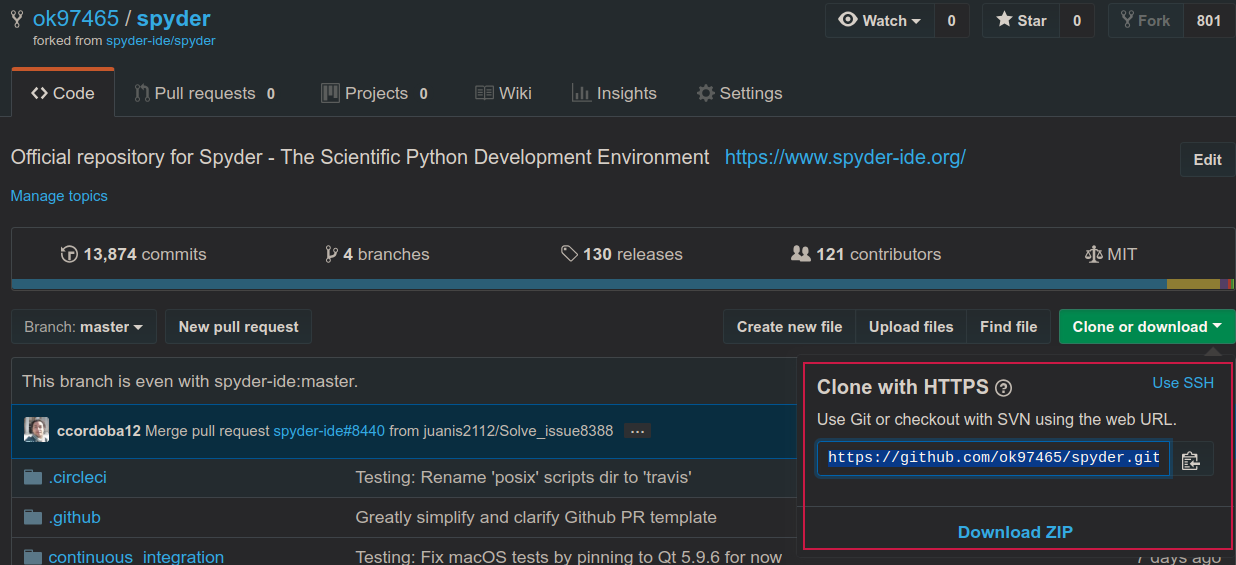 ok97465 / spyder
Watch 0 Star 0 Fork 801
forked from spyder-ide/spyder
Code Pull requests 0 Projects 0 Wiki Insights Settings
Official repository for Spyder - The Scientific Python Development Environment https://www.spyder-ide.org/
Edit
Manage topics
13,874 commits 4 branches 130 releases 121 contributors MIT
Branch: master New pull request Create new file Upload files Find file Clone or download
This branch is even with spyder-ide:master.
ccordoba12 Merge pull request spyder-ide#8440 from juanis2112/Solve_issue8388 ...
.circleci Testing: Rename 'posix' scripts dir to 'travis'
.github Greatly simplify and clarify Github PR template
continuous_integration Testing: Fix macOS tests by pinning to Qt 5.9.6 for now 7 days ago
Clone with HTTPS ? Use SSH
Use Git or checkout with SVN using the web URL.
https://github.com/ok97465/spyder.git
Download ZIP